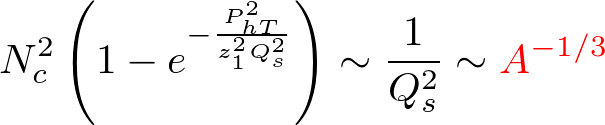 $N_c^2 \left( 1 - e^{-\frac{P_{hT}^2}{z_1^2 Q_s^2}} \right) \sim \frac{1}{Q_s^2} \sim A^{-1/3}$